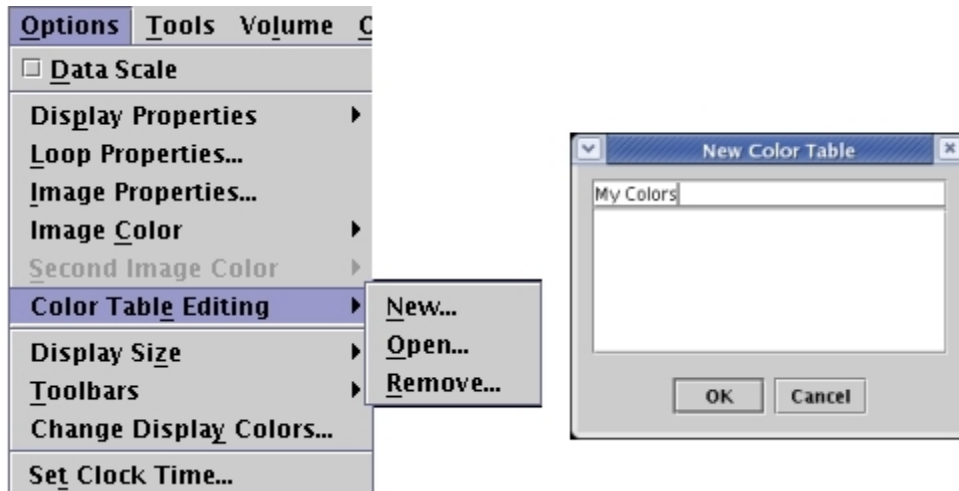 Options Tools Volume
Data Scale
Display Properties
Loop Properties...
Image Properties...
Image Color
Second Image Color
Color Table Editing
New...
Open...
Remove...
Display Size
Toolbars
Change Display Colors...
Set Clock Time...
New Color Table
My Colors
OK Cancel